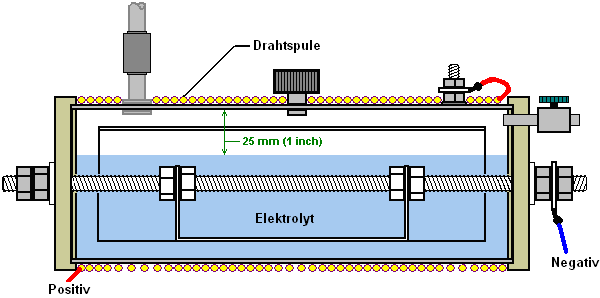 Drahtspule
25 mm (1 inch)
Elektrolyt
Negativ
Positiv